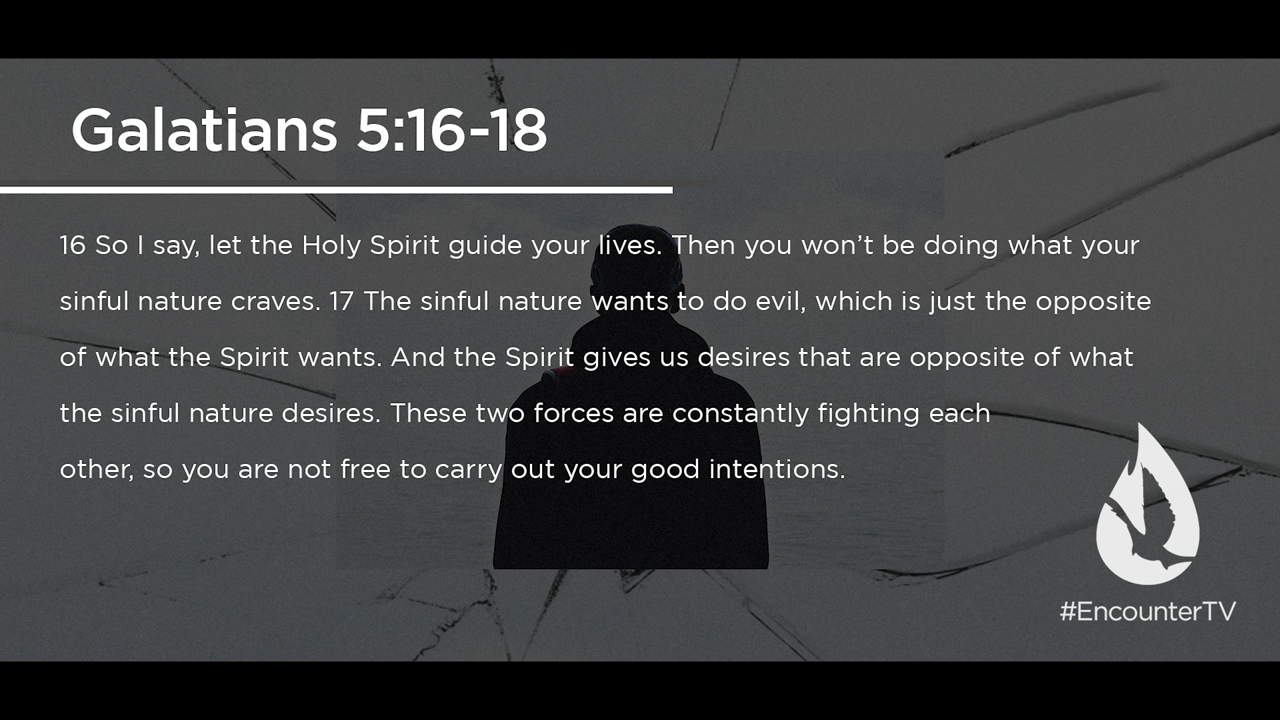 Galatians 5:16-18
16 So I say, let the Holy Spirit guide your lives. Then you won’t be doing what your
sinful nature craves. 17 The sinful nature wants to do evil, which is just the opposite
of what the Spirit wants. And the Spirit gives us desires that are opposite of what
the sinful nature desires. These two forces are constantly fighting each
other, so you are not free to carry out your good intentions.
#EncounterTV